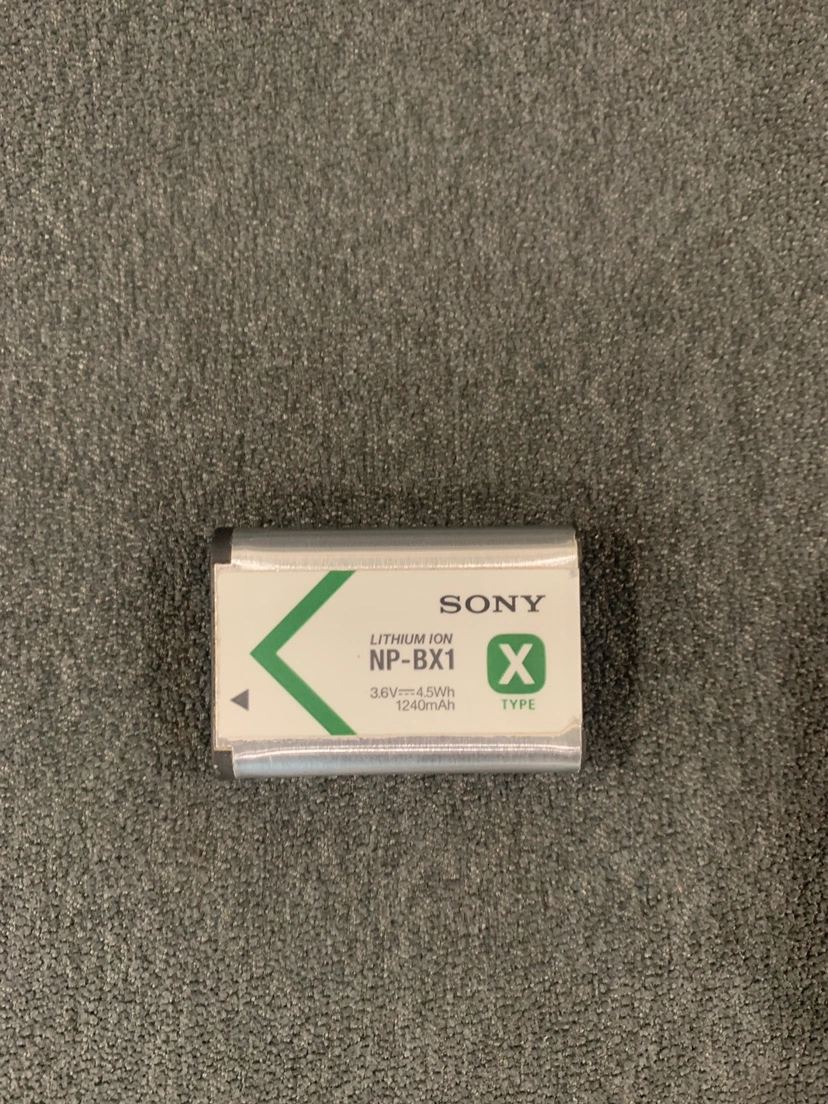 SONY
LITHIUM ION
NP-BX1
3.6V⎓4.5Wh
1240mAh
X
TYPE